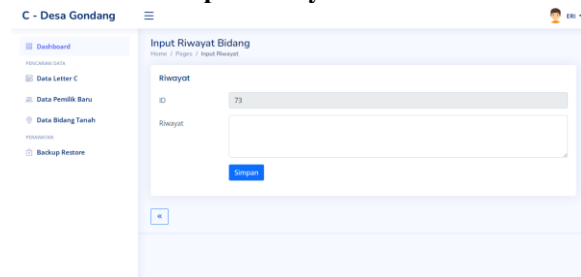 C - Desa Gondang
ERI
Dashboard
PENCARIAN DATA
Data Letter C
Data Pemilik Baru
Data Bidang Tanah
PERAWATAN
Backup Restore
Input Riwayat Bidang
Home / Pages / Input Riwayat
Riwayat
ID
73
Riwayat
Simpan
«